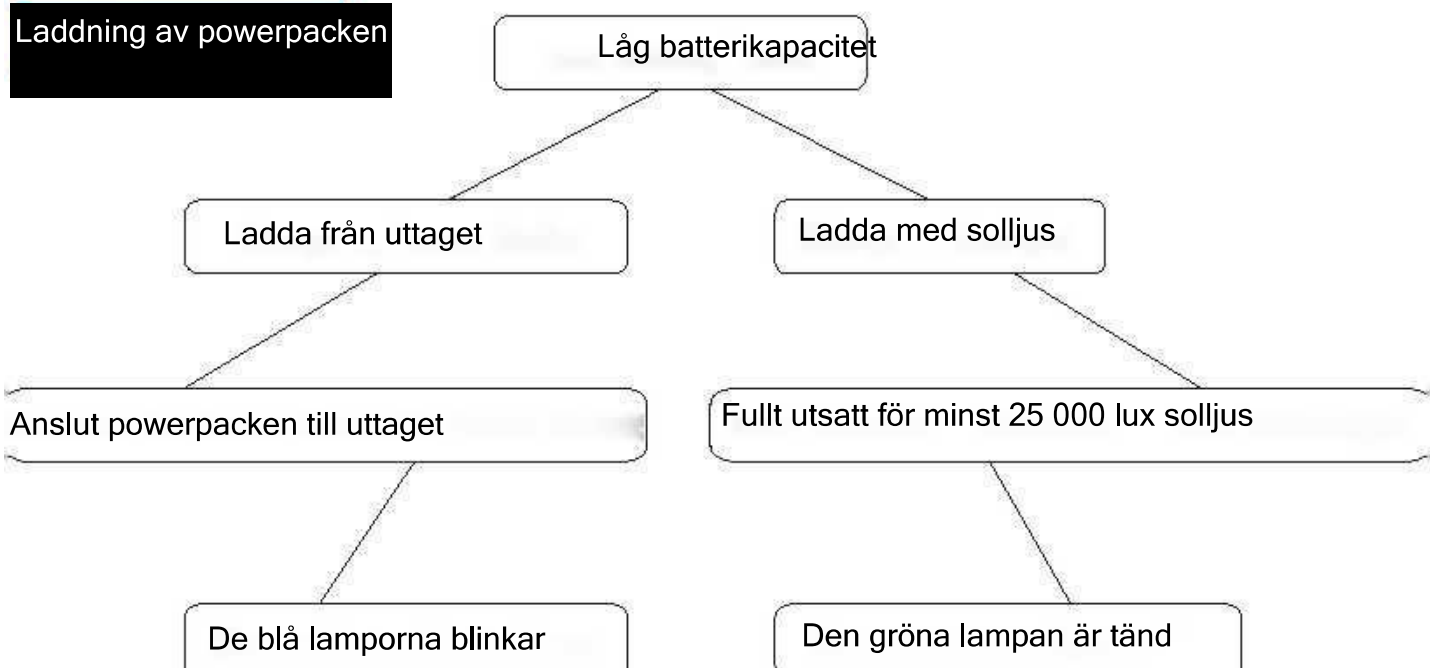 Laddning av powerpacken
Låg batterikapacitet
Ladda från uttaget
Ladda med solljus
Anslut powerpacken till uttaget
Fullt utsatt för minst 25 000 lux solljus
De blå lamporna blinkar
Den gröna lampan är tänd